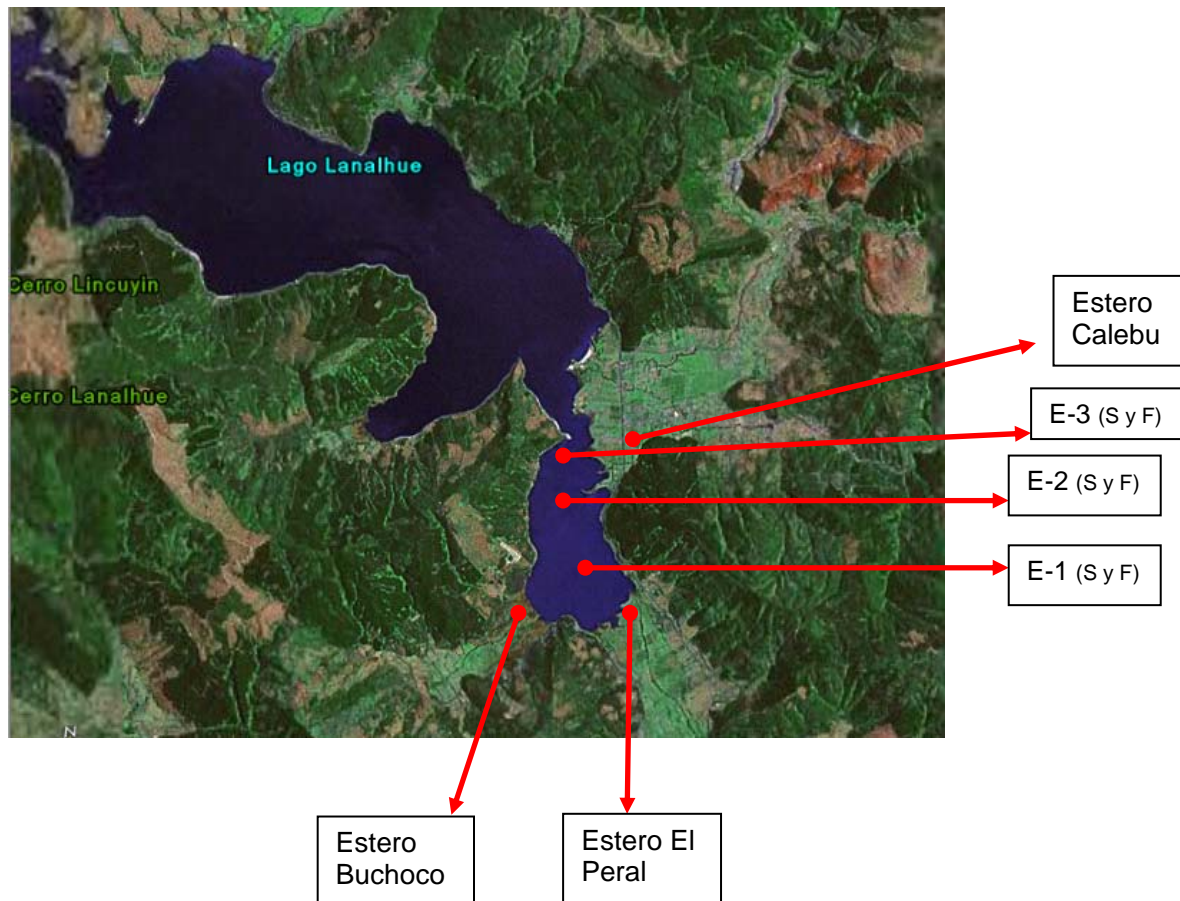 Lago Lanalhue
Cerro Lincuyin
Cerro Lanalhue
Estero
Calebu
E-3 (S y F)
E-2 (S y F)
E-1 (S y F)
N
Estero
Buchoco
Estero El
Peral